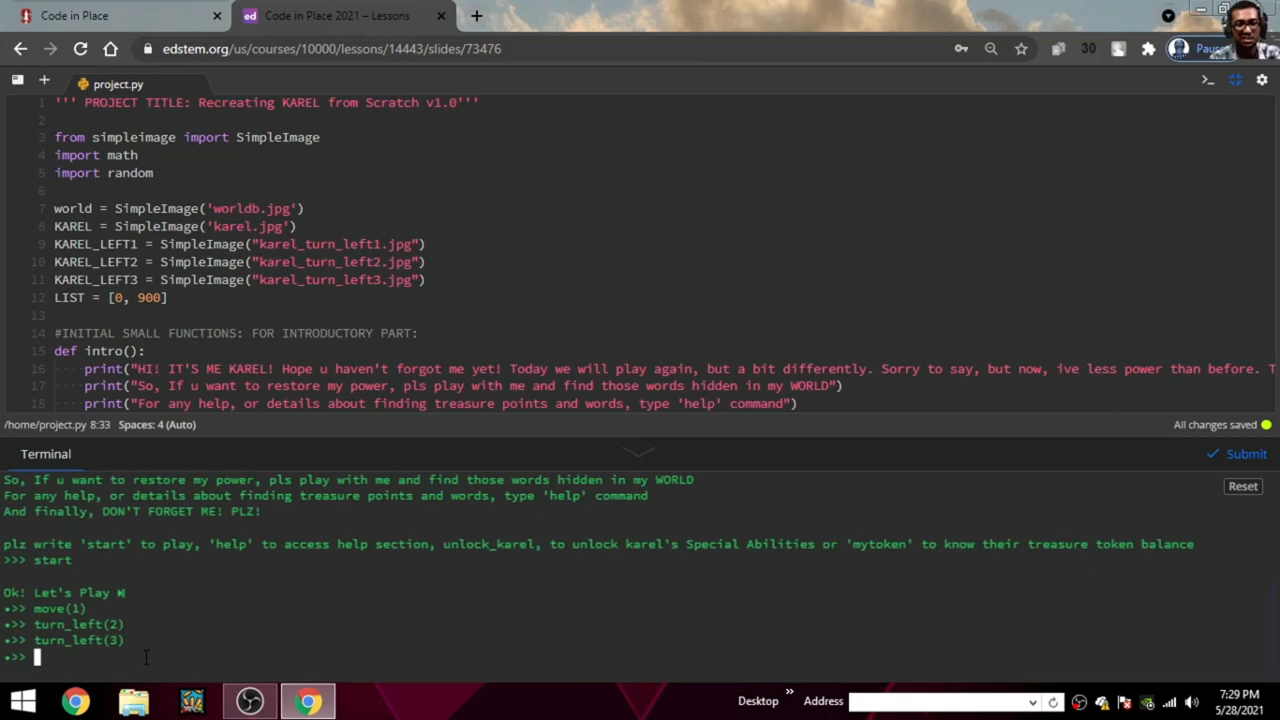 Code in Place
Code in Place 2021 – Lessons
edstem.org/us/courses/10000/lessons/14443/slides/73476
30
project.py
1 ''' PROJECT TITLE: Recreating KAREL from Scratch v1.0'''
2
3 from simpleimage import SimpleImage
4 import math
5 import random
6
7 world = SimpleImage('worldb.jpg')
8 KAREL = SimpleImage('karel.jpg')
9 KAREL_LEFT1 = SimpleImage("karel_turn_left1.jpg")
10 KAREL_LEFT2 = SimpleImage("karel_turn_left2.jpg")
11 KAREL_LEFT3 = SimpleImage("karel_turn_left3.jpg")
12 LIST = [0, 900]
13
14 #INITIAL SMALL FUNCTIONS: FOR INTRODUCTORY PART:
15 def intro():
16 print("HI! IT'S ME KAREL! Hope u haven't forgot me yet! Today we will play again, but a bit differently. Sorry to say, but now, ive less power than before. T
17 print("So, If u want to restore my power, pls play with me and find those words hidden in my WORLD")
18 print("For any help, or details about finding treasure points and words, type 'help' command")
/home/project.py 8:33 Spaces: 4 (Auto) All changes saved
Terminal
Submit
Reset
So, If u want to restore my power, pls play with me and find those words hidden in my WORLD
For any help, or details about finding treasure points and words, type 'help' command
And finally, DON'T FORGET ME! PLZ!
plz write 'start' to play, 'help' to access help section, unlock_karel, to unlock karel's Special Abilities or 'mytoken' to know their treasure token balance
>>> start
Ok! Let's Play ⏯
•>> move(1)
•>> turn_left(2)
•>> turn_left(3)
•>>
Desktop » Address
7:29 PM
5/28/2021